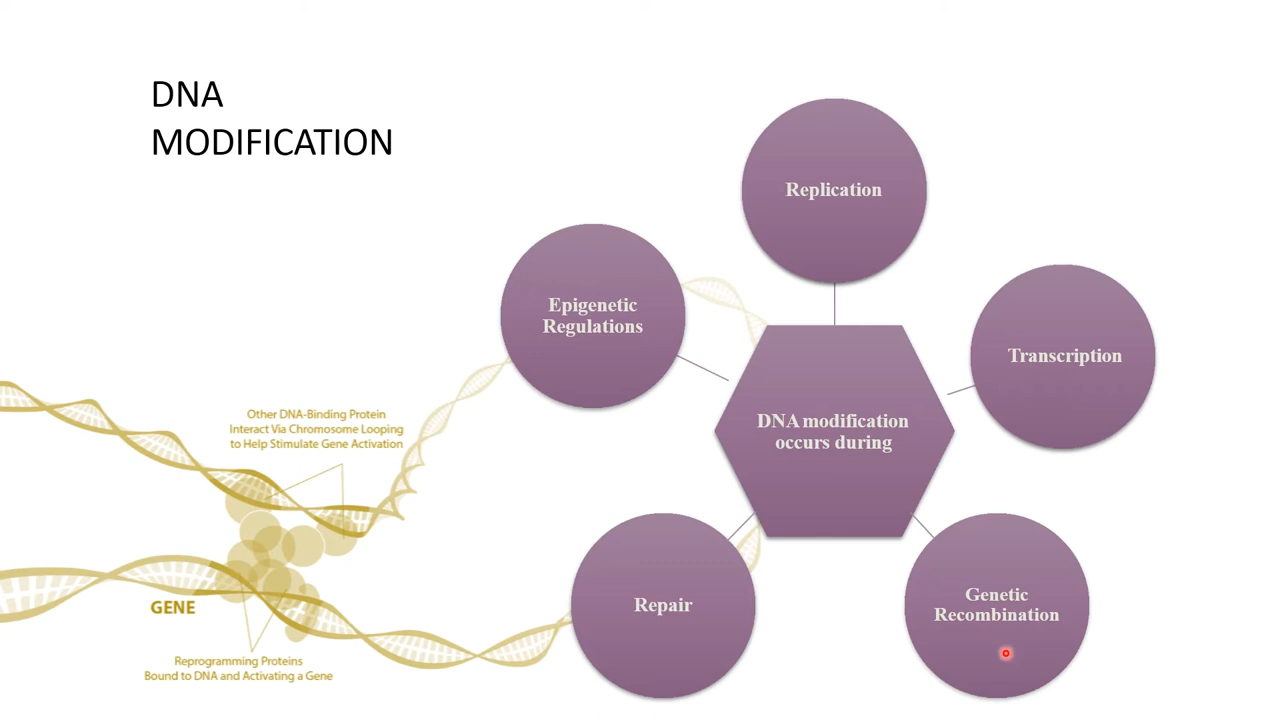 DNA
MODIFICATION
Replication
Epigenetic
Regulations
Transcription
DNA modification
occurs during
Repair
Genetic
Recombination
Other DNA-Binding Protein
Interact Via Chromosome Looping
to Help Stimulate Gene Activation
GENE
Reprogramming Proteins
Bound to DNA and Activating a Gene